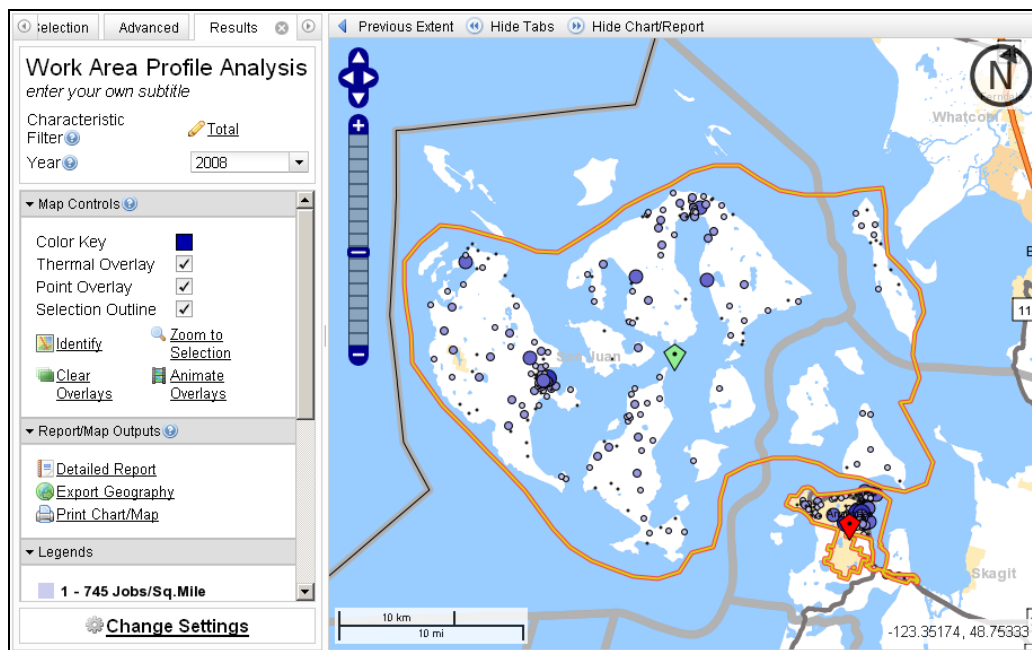 Selection Advanced Results
Previous Extent Hide Tabs Hide Chart/Report
Work Area Profile Analysis
enter your own subtitle
Characteristic
Filter Total
Year 2008
Map Controls
Color Key
Thermal Overlay
Point Overlay
Selection Outline
Identify Zoom to
Selection
Clear Animate
Overlays Overlays
Report/Map Outputs
Detailed Report
Export Geography
Print Chart/Map
Legends
1 - 745 Jobs/Sq.Mile
Change Settings
N
San Juan
11
Skagit
10 km
10 mi
-123.35174, 48.75333